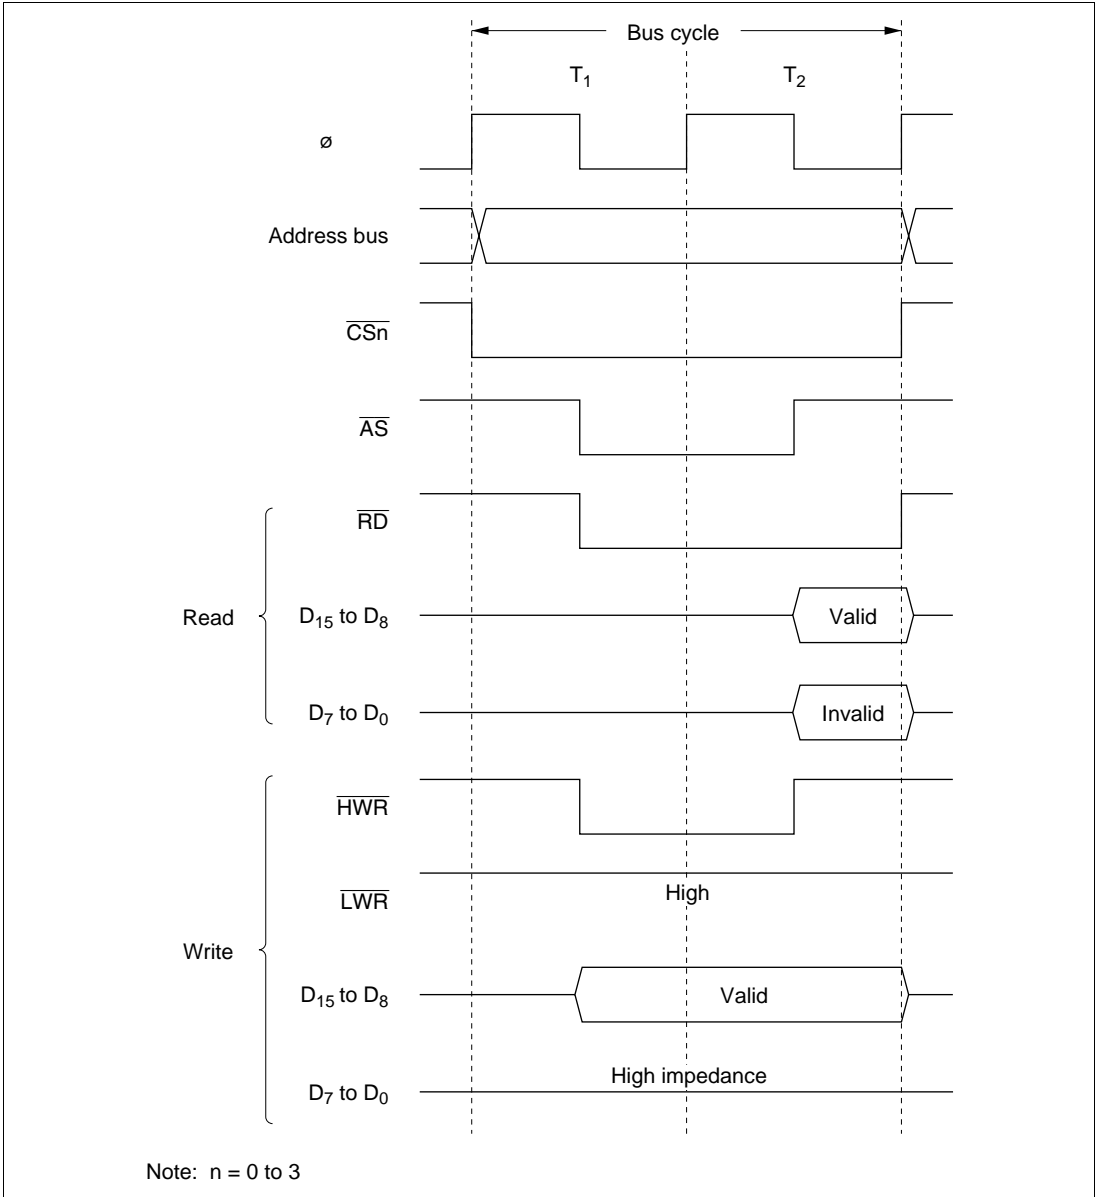 Bus cycle
T1 T2
ø
Address bus
CSn
AS
RD
Read D15 to D8 Valid
D7 to D0 Invalid
HWR
LWR High
Write
D15 to D8 Valid
D7 to D0 High impedance
Note: n = 0 to 3